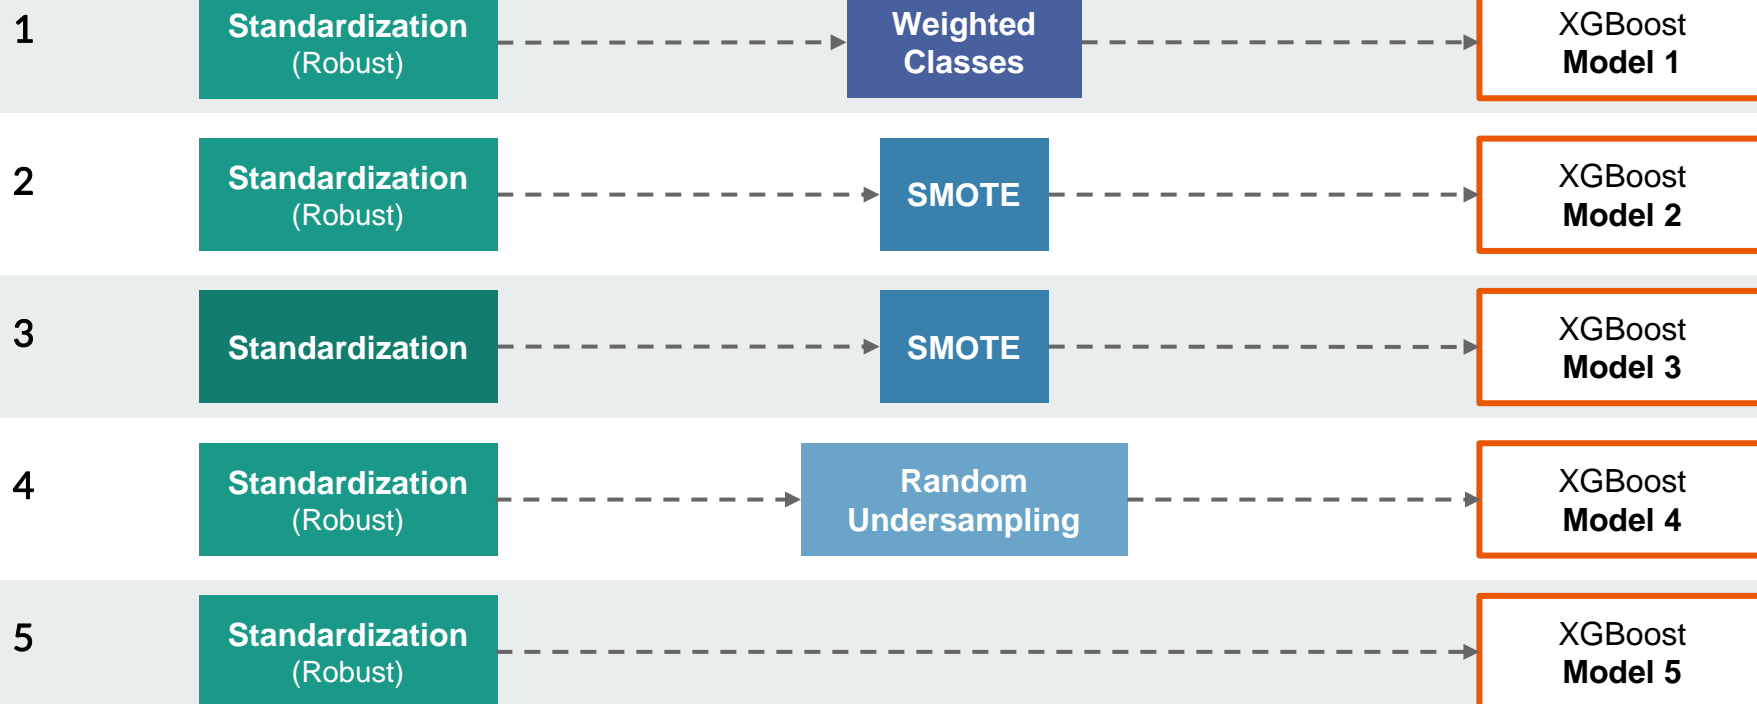 1
Standardization
(Robust)
Weighted
Classes
XGBoost
Model 1
2
Standardization
(Robust)
SMOTE
XGBoost
Model 2
3
Standardization
SMOTE
XGBoost
Model 3
4
Standardization
(Robust)
Random
Undersampling
XGBoost
Model 4
5
Standardization
(Robust)
XGBoost
Model 5